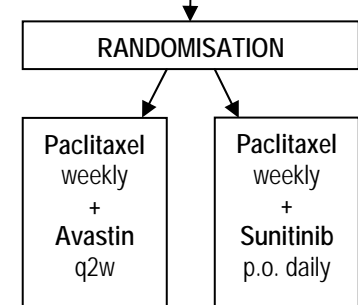 RANDOMISATION
Paclitaxel
weekly
+
Avastin
q2w
Paclitaxel
weekly
+
Sunitinib
p.o. daily